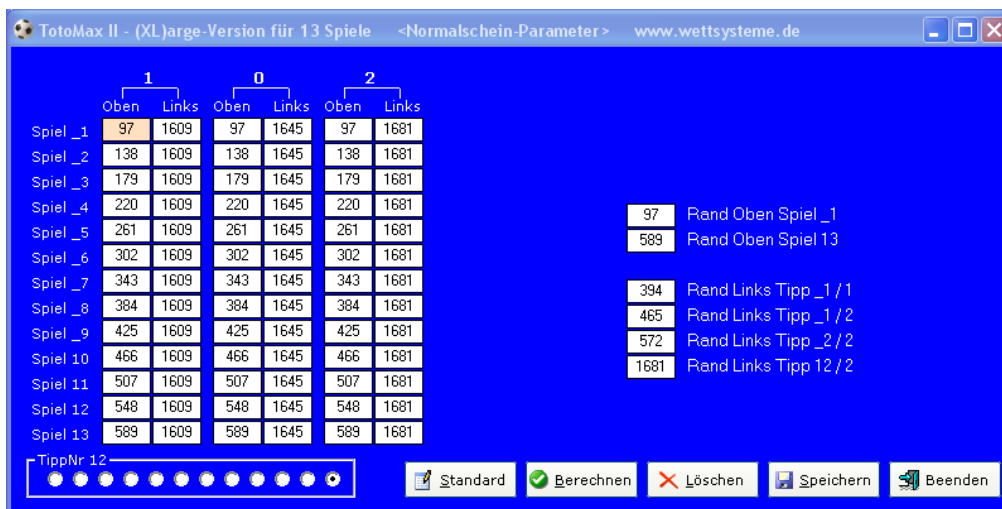 TotoMax II - (XL)arge-Version für 13 Spiele <Normalschein-Parameter> www.wettsysteme.de
1 0 2
Oben Links Oben Links Oben Links
Spiel _1 97 1609 97 1645 97 1681
Spiel _2 138 1609 138 1645 138 1681
Spiel _3 179 1609 179 1645 179 1681
Spiel _4 220 1609 220 1645 220 1681
Spiel _5 261 1609 261 1645 261 1681
Spiel _6 302 1609 302 1645 302 1681
Spiel _7 343 1609 343 1645 343 1681
Spiel _8 384 1609 384 1645 384 1681
Spiel _9 425 1609 425 1645 425 1681
Spiel 10 466 1609 466 1645 466 1681
Spiel 11 507 1609 507 1645 507 1681
Spiel 12 548 1609 548 1645 548 1681
Spiel 13 589 1609 589 1645 589 1681
97 Rand Oben Spiel _1
589 Rand Oben Spiel 13
394 Rand Links Tipp _1 / 1
465 Rand Links Tipp _1 / 2
572 Rand Links Tipp _2 / 2
1681 Rand Links Tipp 12 / 2
TippNr 12
Standard Berechnen Löschen Speichern Beenden